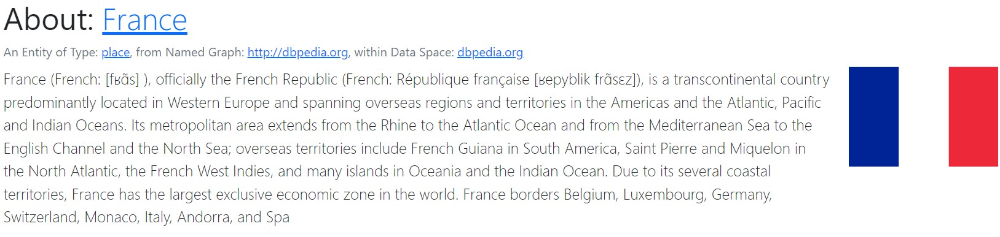 About: France
An Entity of Type: place, from Named Graph: http://dbpedia.org, within Data Space: dbpedia.org
France (French: [fʁɑ̃s] ), officially the French Republic (French: République française [ʁepyblik frɑ̃sɛz]), is a transcontinental country
predominantly located in Western Europe and spanning overseas regions and territories in the Americas and the Atlantic, Pacific
and Indian Oceans. Its metropolitan area extends from the Rhine to the Atlantic Ocean and from the Mediterranean Sea to the
English Channel and the North Sea; overseas territories include French Guiana in South America, Saint Pierre and Miquelon in
the North Atlantic, the French West Indies, and many islands in Oceania and the Indian Ocean. Due to its several coastal
territories, France has the largest exclusive economic zone in the world. France borders Belgium, Luxembourg, Germany,
Switzerland, Monaco, Italy, Andorra, and Spa